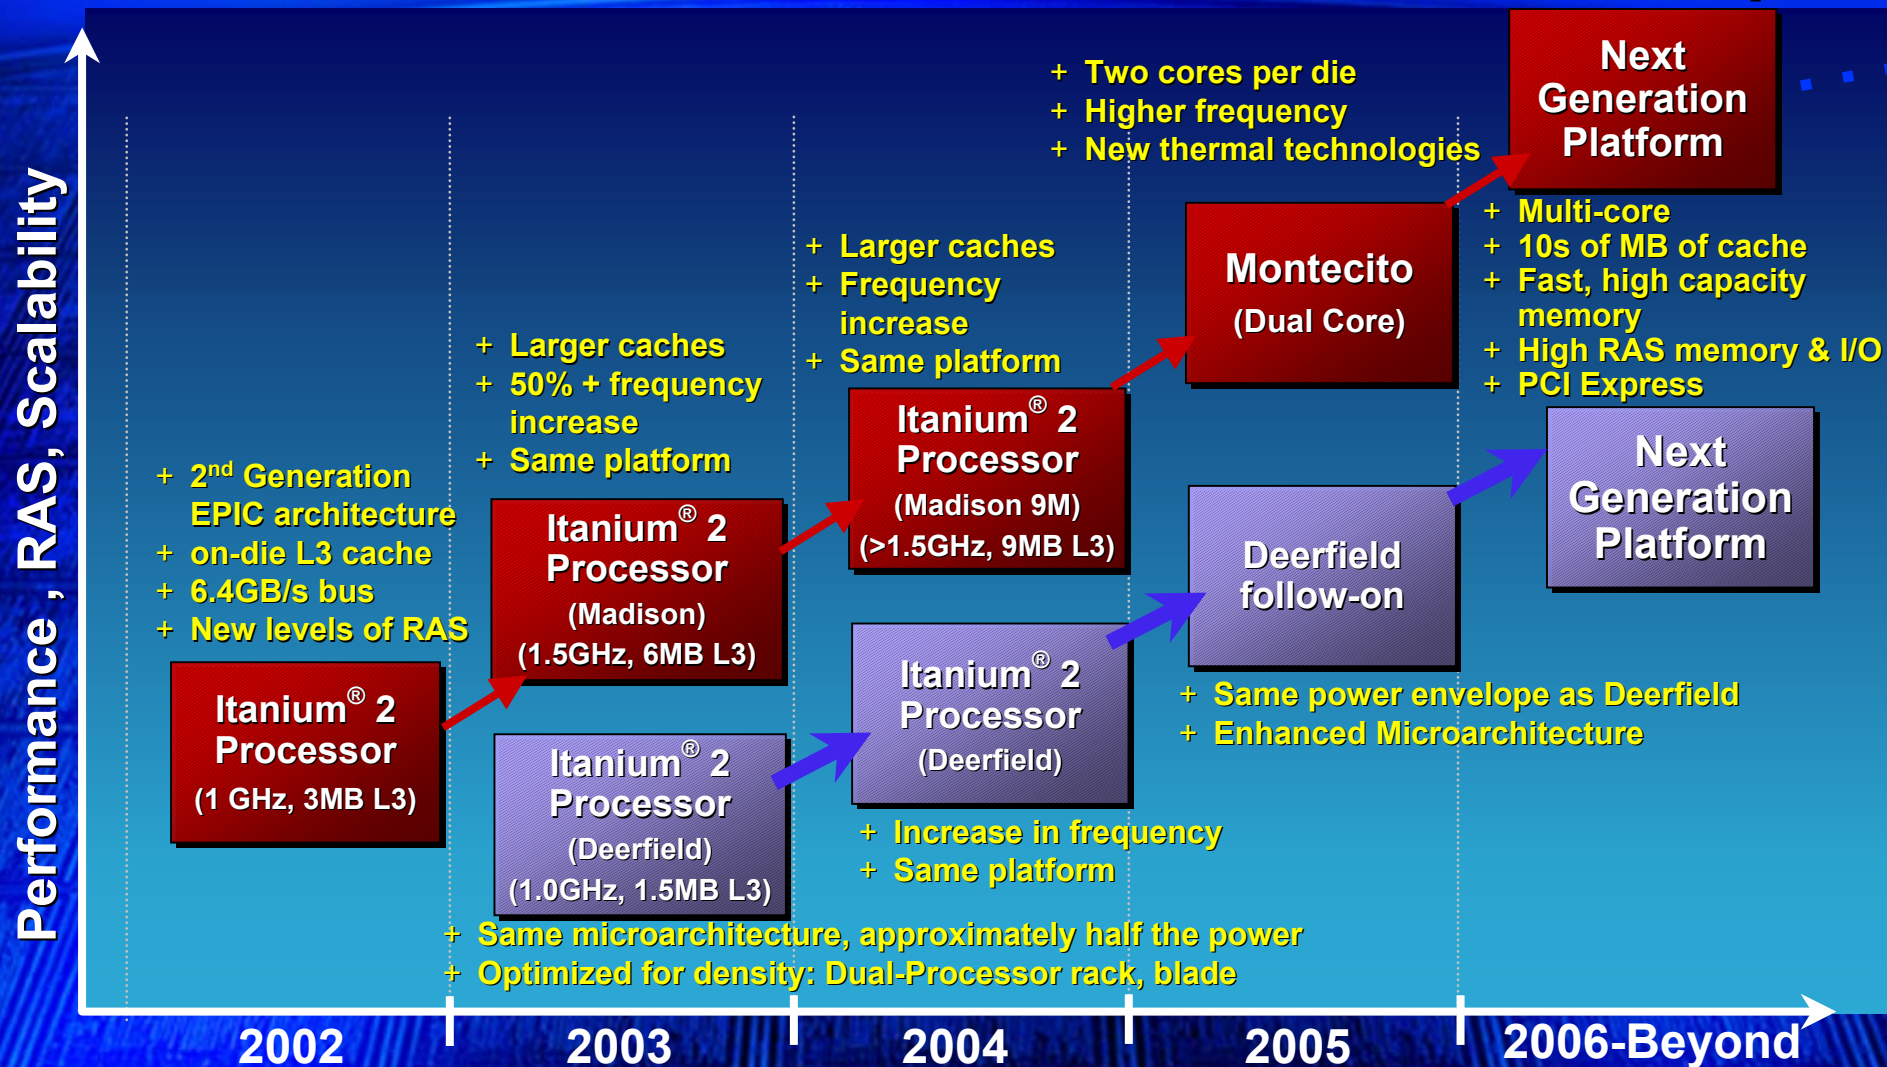 Performance , RAS, Scalability
+ 2nd Generation
EPIC architecture
+ on-die L3 cache
+ 6.4GB/s bus
+ New levels of RAS
Itanium® 2
Processor
(1 GHz, 3MB L3)
+ Larger caches
+ 50% + frequency
increase
+ Same platform
Itanium® 2
Processor
(Madison)
(1.5GHz, 6MB L3)
Itanium® 2
Processor
(Deerfield)
(1.0GHz, 1.5MB L3)
+ Same microarchitecture, approximately half the power
+ Optimized for density: Dual-Processor rack, blade
+ Larger caches
+ Frequency
increase
+ Same platform
Itanium® 2
Processor
(Madison 9M)
(>1.5GHz, 9MB L3)
Itanium® 2
Processor
(Deerfield)
+ Increase in frequency
+ Same platform
+ Two cores per die
+ Higher frequency
+ New thermal technologies
Montecito
(Dual Core)
Deerfield
follow-on
+ Same power envelope as Deerfield
+ Enhanced Microarchitecture
Next
Generation
Platform
+ Multi-core
+ 10s of MB of cache
+ Fast, high capacity
memory
+ High RAS memory & I/O
+ PCI Express
Next
Generation
Platform
2002
2003
2004
2005
2006-Beyond